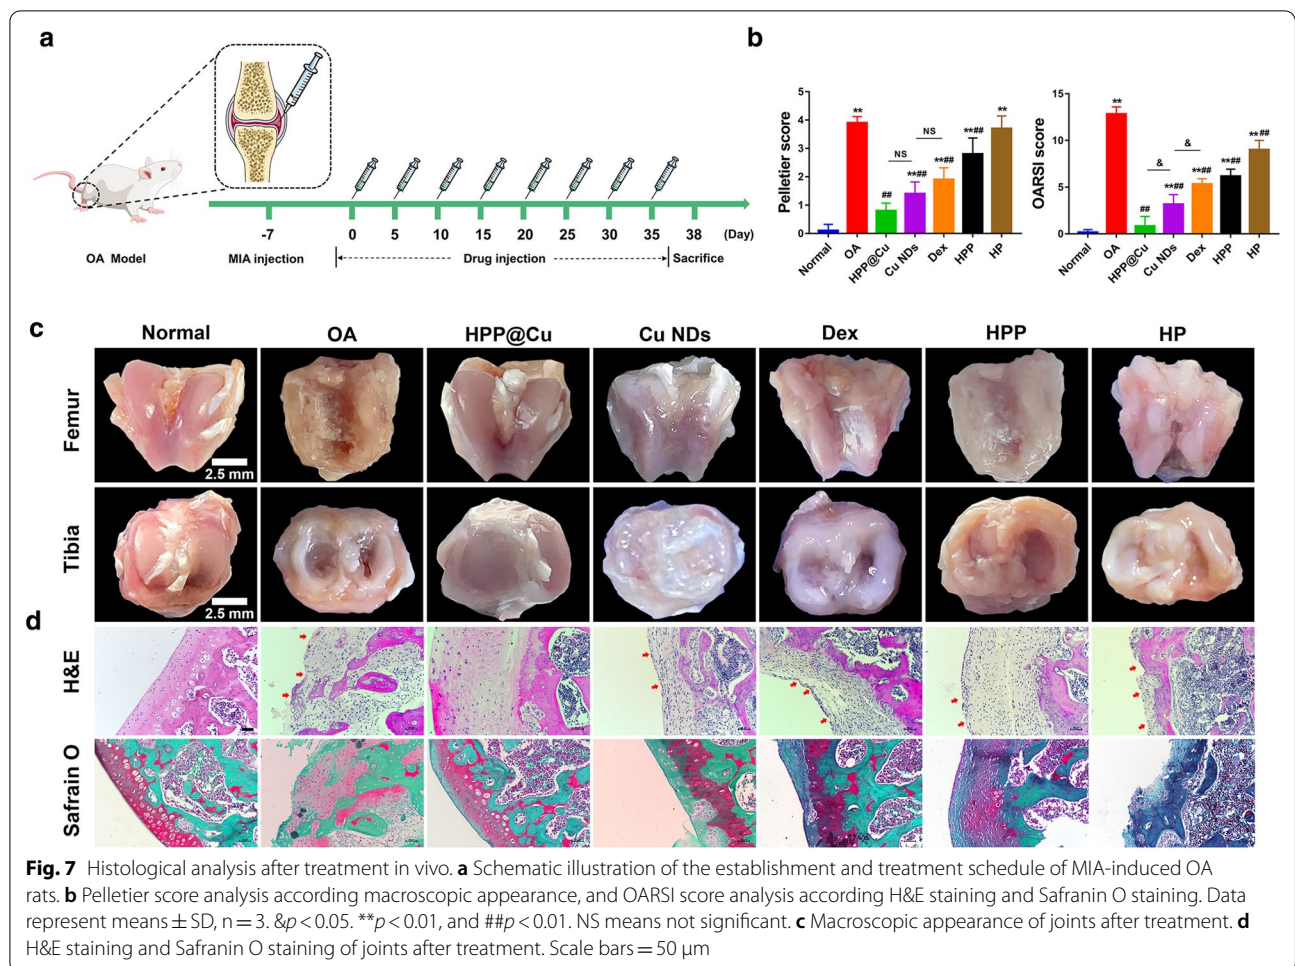 a
OA Model
-7 0 5 10 15 20 25 30 35 38 (Day)
MIA injection Drug injection Sacrifice
b
Pelletier score
5
4
3
2
1
0
** ## **## **## **## **
NS NS
Normal OA HPP@Cu Cu NDs Dex HPP HP
OARSI score
15
10
5
0
** ## **## **## **## **##
& &
Normal OA HPP@Cu Cu NDs Dex HPP HP
c
Normal OA HPP@Cu Cu NDs Dex HPP HP
Femur
2.5 mm
Tibia
2.5 mm
d
H&E
Safrain O
Fig. 7 Histological analysis after treatment in vivo. a Schematic illustration of the establishment and treatment schedule of MIA-induced OA
rats. b Pelletier score analysis according macroscopic appearance, and OARSI score analysis according H&E staining and Safranin O staining. Data
represent means ± SD, n = 3. &p < 0.05. **p < 0.01, and ##p < 0.01. NS means not significant. c Macroscopic appearance of joints after treatment. d
H&E staining and Safranin O staining of joints after treatment. Scale bars = 50 μm